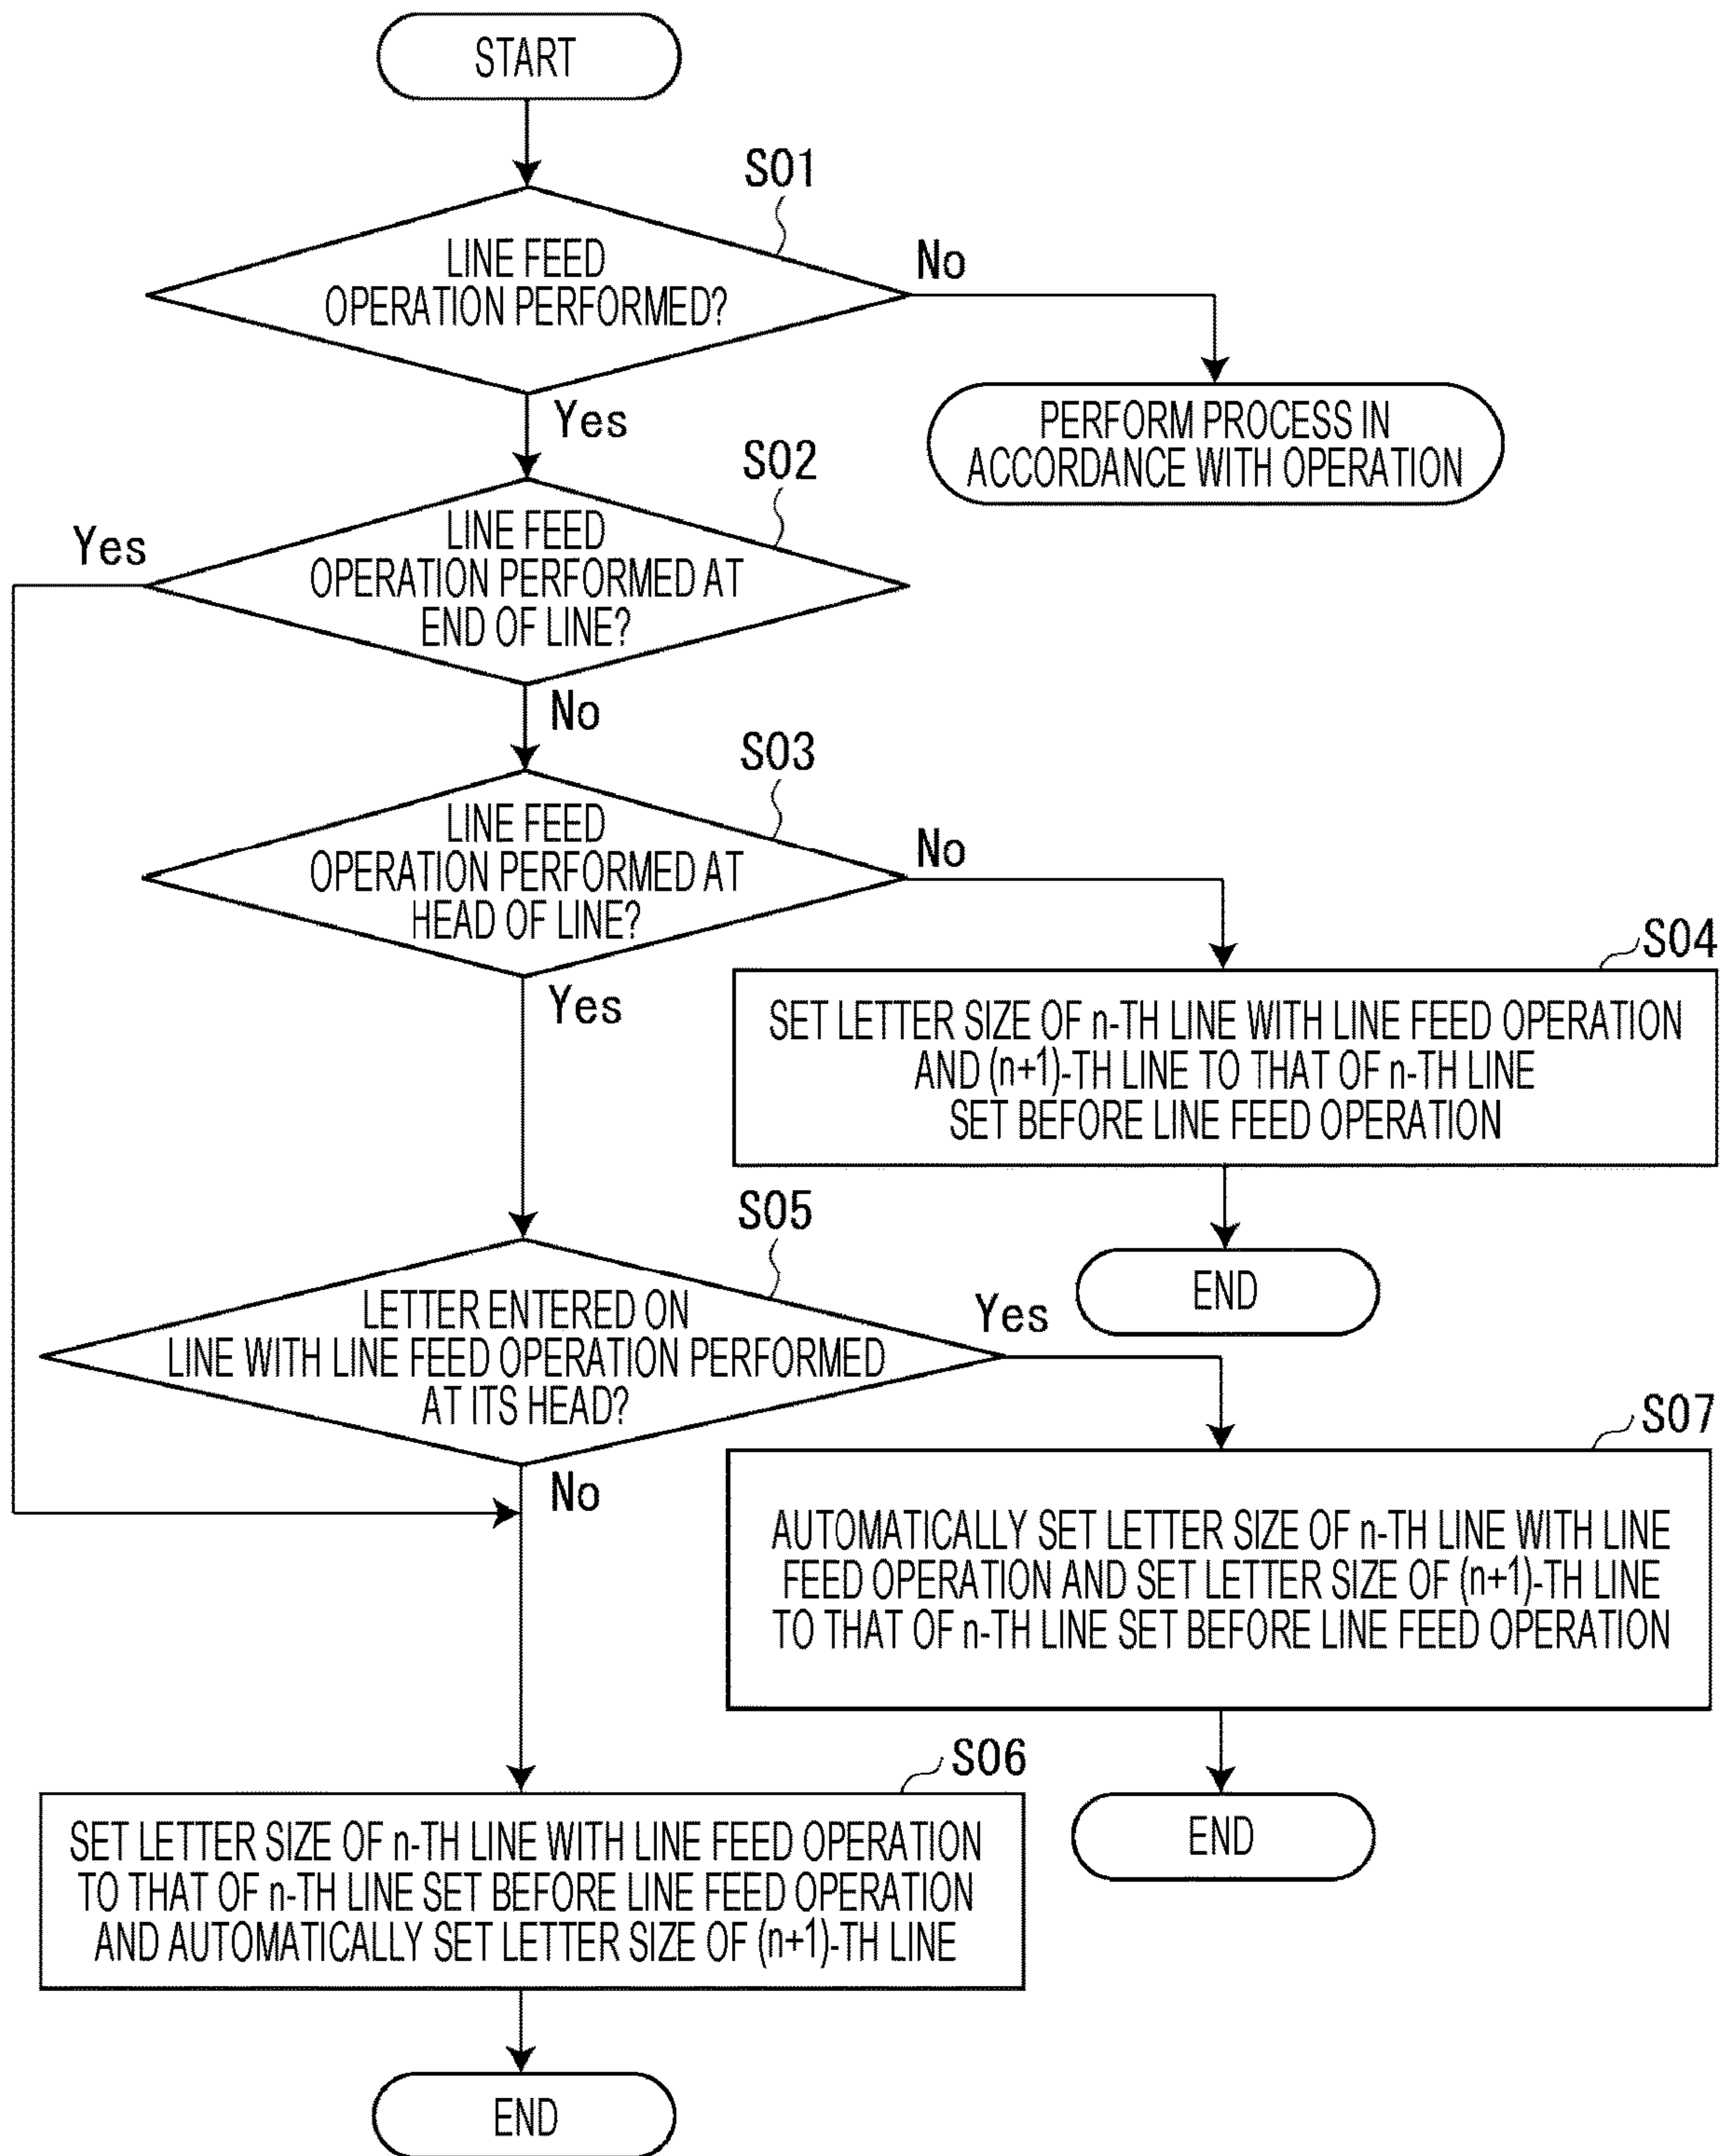 START
S01
LINE FEED
OPERATION PERFORMED?
No
Yes
PERFORM PROCESS IN
ACCORDANCE WITH OPERATION
S02
Yes
LINE FEED
OPERATION PERFORMED AT
END OF LINE?
No
S03
LINE FEED
OPERATION PERFORMED AT
HEAD OF LINE?
No
Yes
S04
SET LETTER SIZE OF n-TH LINE WITH LINE FEED OPERATION
AND (n+1)-TH LINE TO THAT OF n-TH LINE
SET BEFORE LINE FEED OPERATION
END
S05
LETTER ENTERED ON
LINE WITH LINE FEED OPERATION PERFORMED
AT ITS HEAD?
Yes
No
S07
AUTOMATICALLY SET LETTER SIZE OF n-TH LINE WITH LINE
FEED OPERATION AND SET LETTER SIZE OF (n+1)-TH LINE
TO THAT OF n-TH LINE SET BEFORE LINE FEED OPERATION
END
S06
SET LETTER SIZE OF n-TH LINE WITH LINE FEED OPERATION
TO THAT OF n-TH LINE SET BEFORE LINE FEED OPERATION
AND AUTOMATICALLY SET LETTER SIZE OF (n+1)-TH LINE
END